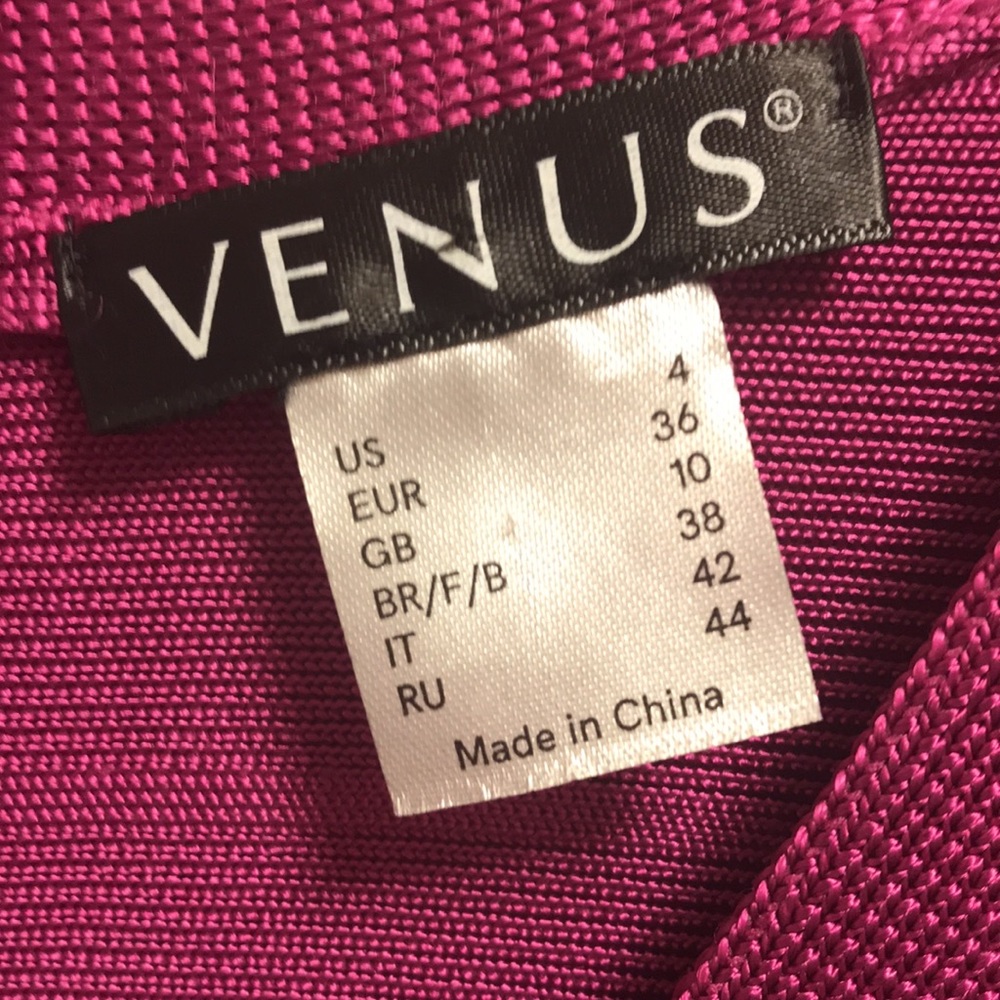 VENUS®
US 4
EUR 36
GB 10
BR/F/B 38
IT 42
RU 44
Made in China